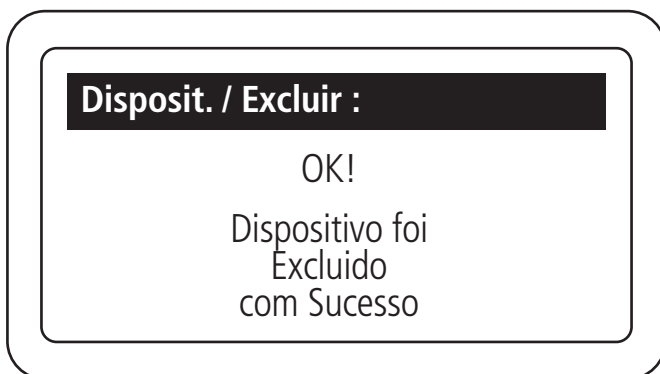 Disposit. / Excluir :
OK!
Dispositivo foi
Excluido
com Sucesso